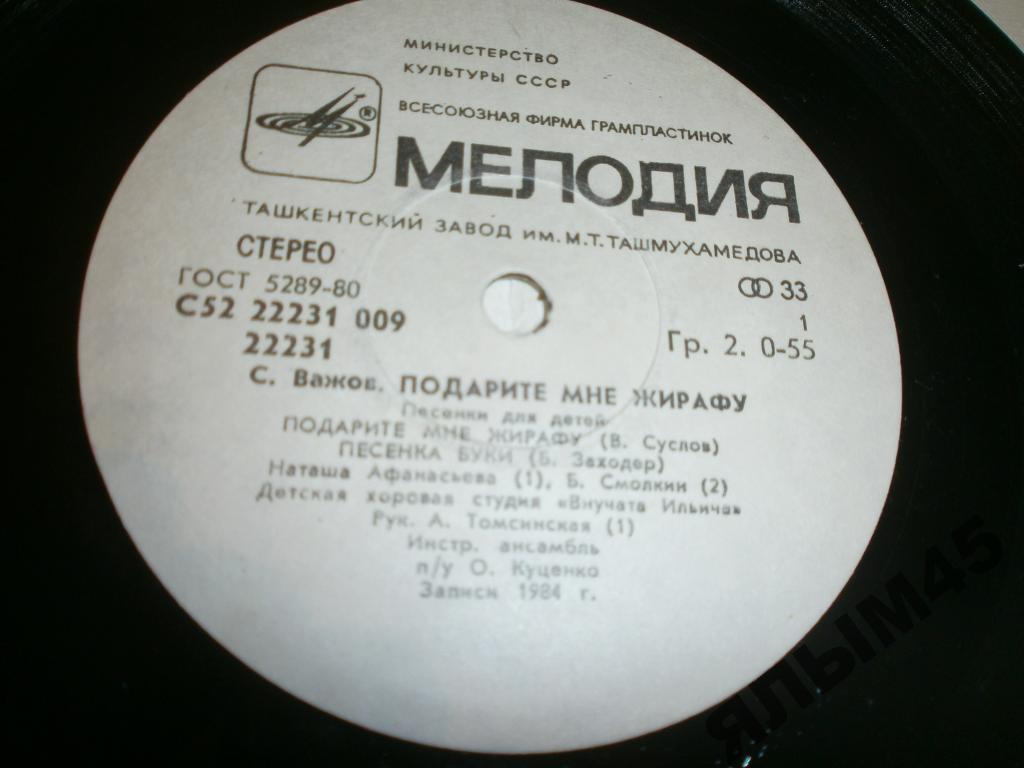 МИНИСТЕРСТВО
КУЛЬТУРЫ СССР
ВСЕСОЮЗНАЯ ФИРМА ГРАМПЛАСТИНОК
®
МЕЛОДИЯ
ТАШКЕНТСКИЙ ЗАВОД ИМ. М.Т. ТАШМУХАМЕДОВА
СТЕРЕО
ГОСТ 5289-80
33
С52 22231 009
1
22231
Гр. 2. 0-55
С. Важов. ПОДАРИТЕ МНЕ ЖИРАФУ
Песенки для детей
ПОДАРИТЕ МНЕ ЖИРАФУ (В. Суслов)
ПЕСЕНКА БУКИ (Б. Заходер)
Наташа Афанасьева (1), Б. Смолкин (2)
Детская хоровая студия «Внучата Ильича»
Рук. А. Томсинская (1)
Инстр. ансамбль
п/у О. Куценко
Запись 1984 г.
ЯЛЫМ45